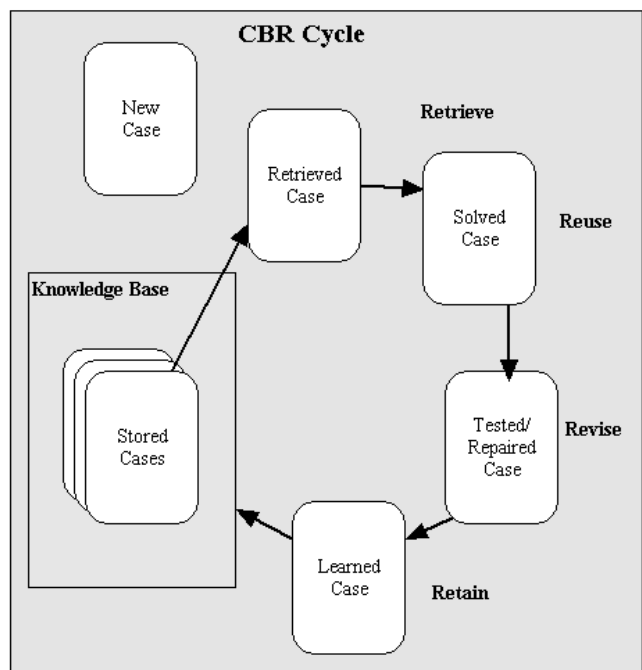 CBR Cycle
New
Case
Retrieve
Retrieved
Case
Solved
Case
Reuse
Knowledge Base
Stored
Cases
Tested/
Repaired
Case
Revise
Learned
Case
Retain